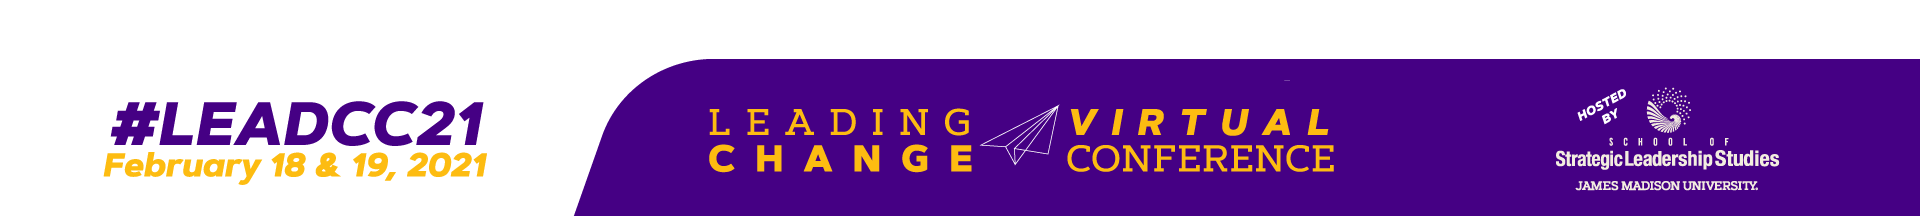 #LEADCC21
February 18 & 19, 2021
LEADING
CHANGE
VIRTUAL
CONFERENCE
HOSTED
BY
SCHOOL OF
Strategic Leadership Studies
JAMES MADISON UNIVERSITY.